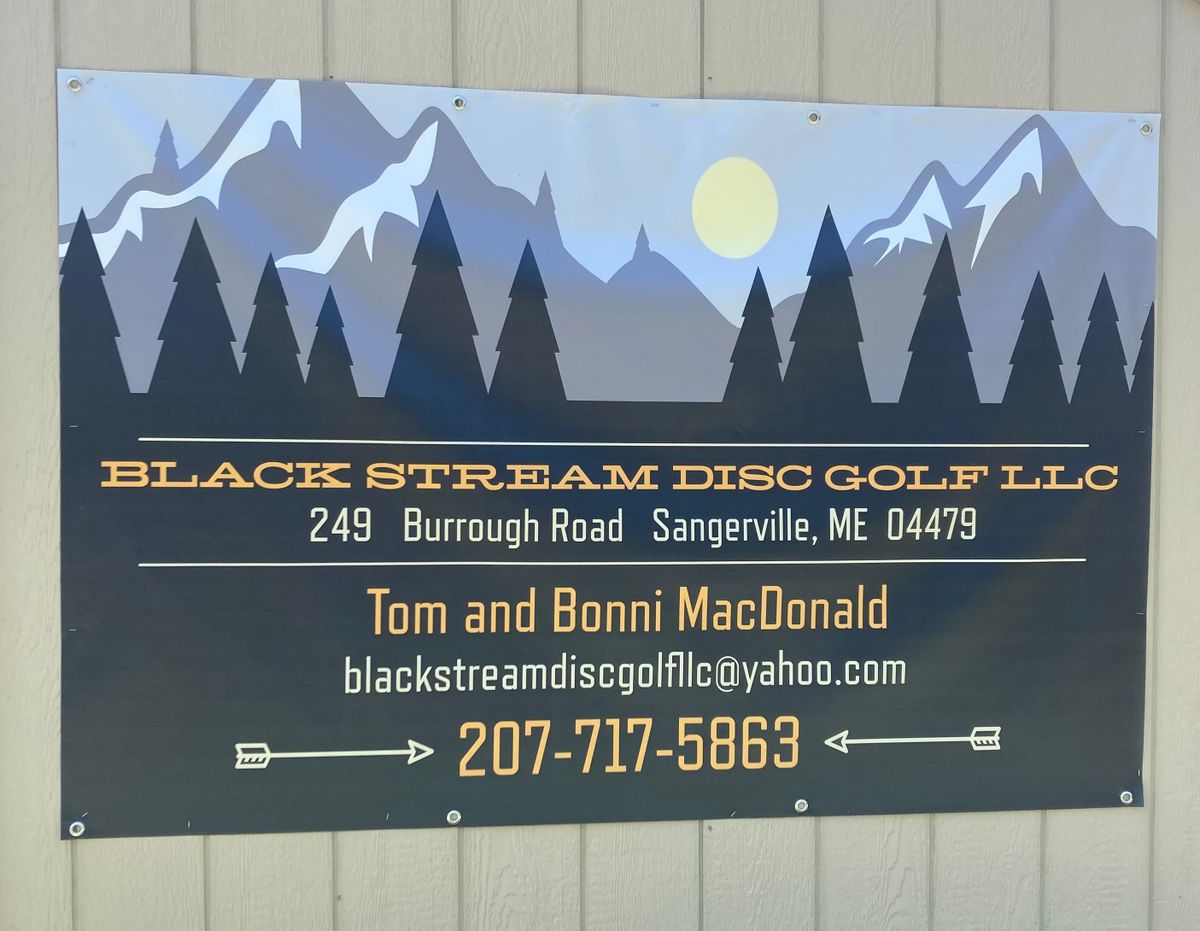 BLACK STREAM DISC GOLF LLC
249 Burrough Road Sangerville, ME 04479
Tom and Bonni MacDonald
blackstreamdiscgolfllc@yahoo.com
207-717-5863